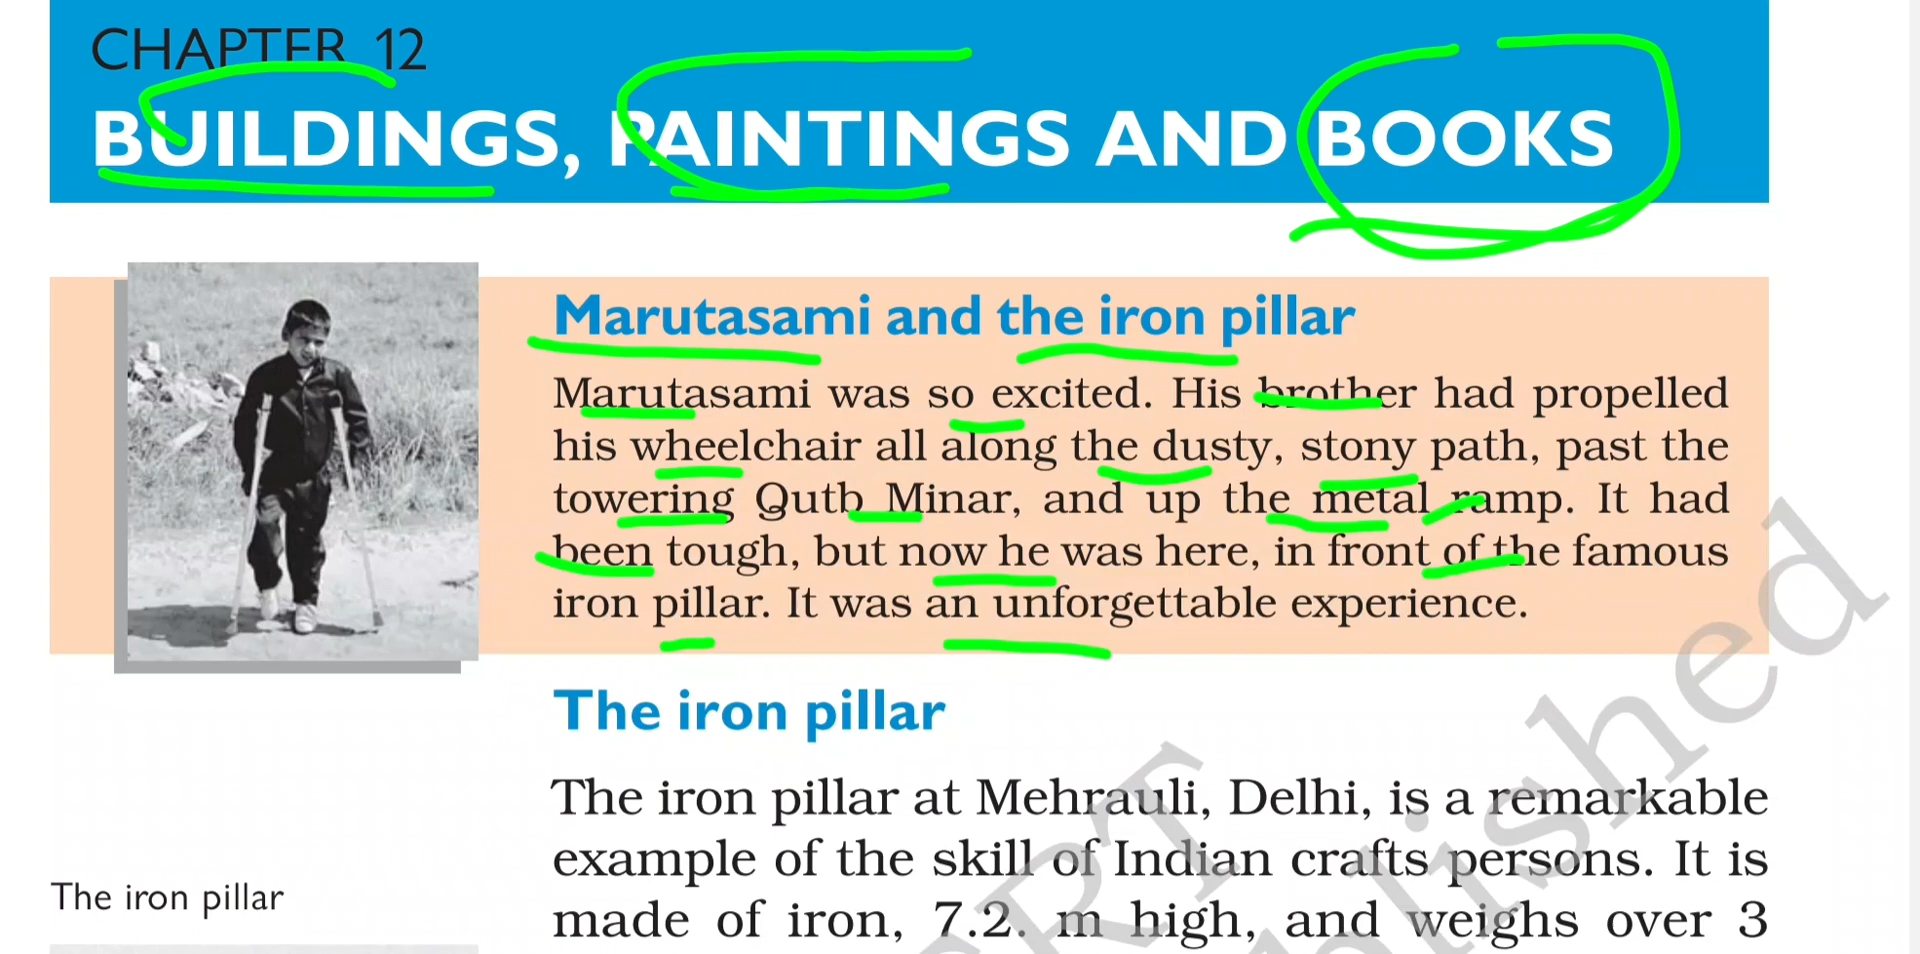 CHAPTER 12
BUILDINGS, PAINTINGS AND BOOKS
Marutasami and the iron pillar
Marutasami was so excited. His brother had propelled
his wheelchair all along the dusty, stony path, past the
towering Qutb Minar, and up the metal ramp. It had
been tough, but now he was here, in front of the famous
iron pillar. It was an unforgettable experience.
The iron pillar
The iron pillar at Mehrauli, Delhi, is a remarkable
example of the skill of Indian crafts persons. It is
made of iron, 7.2. m high, and weighs over 3
The iron pillar